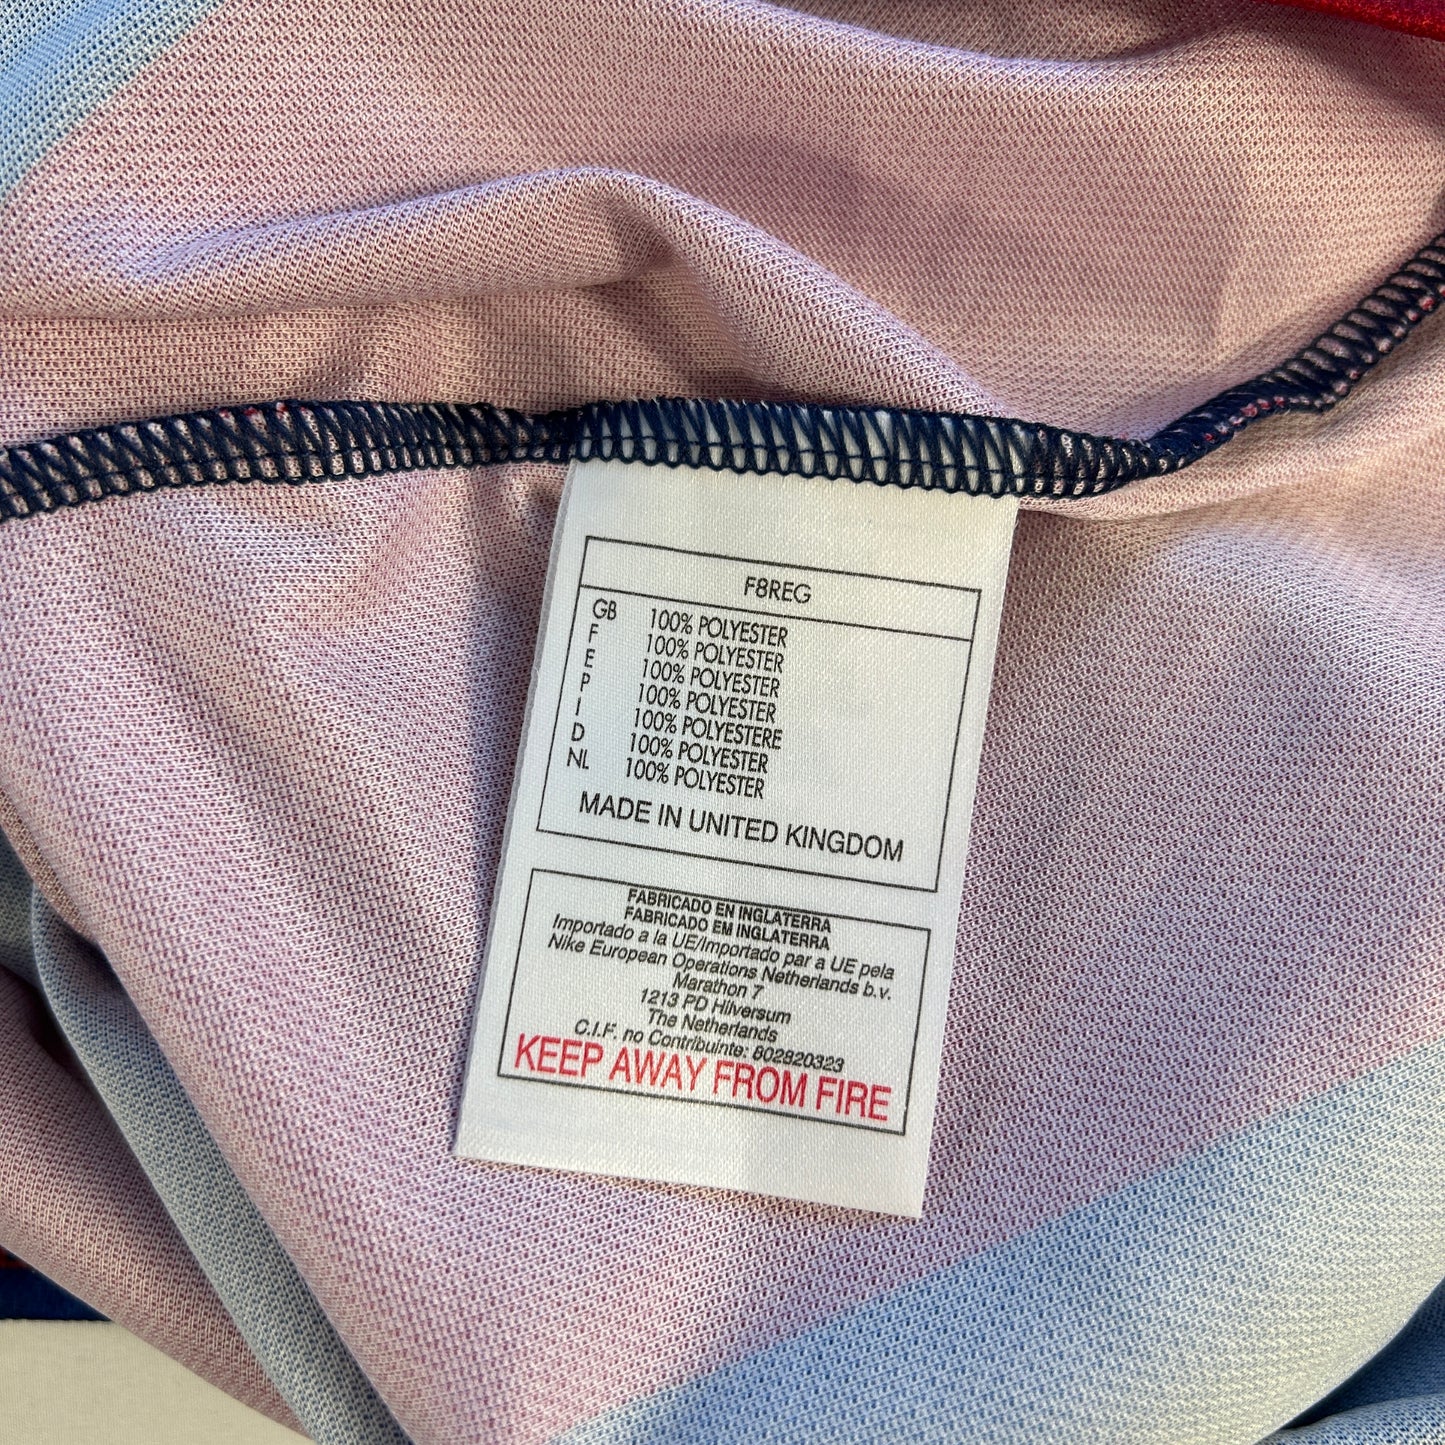 F8REG
GB 100% POLYESTER
F 100% POLYESTER
E 100% POLYESTER
P 100% POLYESTER
I 100% POLYESTERE
D 100% POLYESTER
NL 100% POLYESTER
MADE IN UNITED KINGDOM
FABRICADO EN INGLATERRA
FABRICADO EM INGLATERRA
Importado a la UE/Importado par a UE pela
Nike European Operations Netherlands b.v.
Marathon 7
1213 PD Hilversum
The Netherlands
C.I.F. no Contribuinte: 802820323
KEEP AWAY FROM FIRE